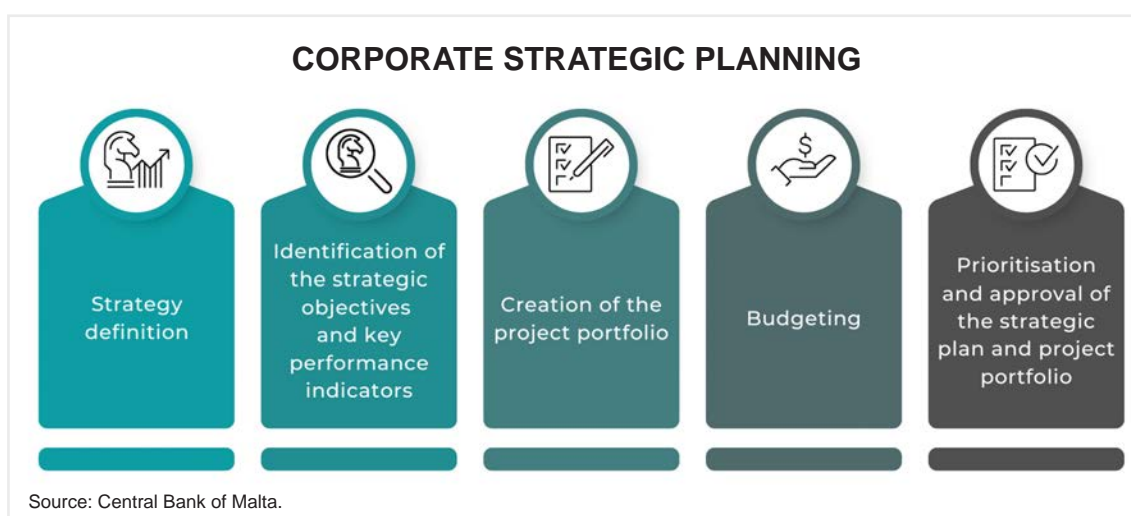 CORPORATE STRATEGIC PLANNING
$
Strategy
definition
Identification of
the strategic
objectives
and key
performance
indicators
Creation of the
project portfolio
Budgeting
Prioritisation
and approval of
the strategic
plan and project
portfolio
Source: Central Bank of Malta.